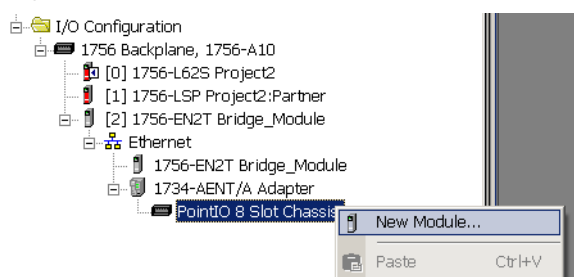 I/O Configuration
1756 Backplane, 1756-A10
[0] 1756-L62S Project2
[1] 1756-LSP Project2:Partner
[2] 1756-EN2T Bridge_Module
Ethernet
1756-EN2T Bridge_Module
1734-AENT/A Adapter
PointIO 8 Slot Chassis
New Module...
Paste Ctrl+V